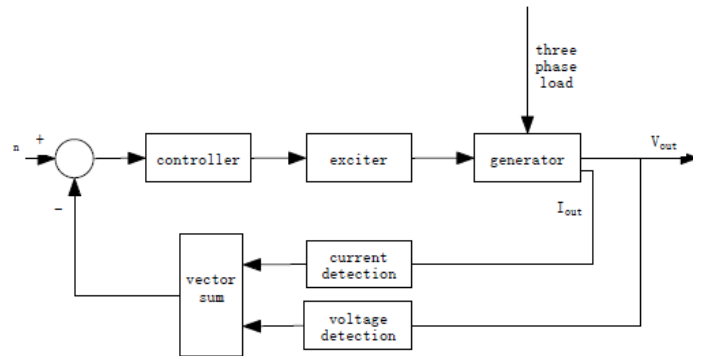 three
phase
load
n
+
controller
exciter
generator
Vout
−
Iout
vector
sum
current
detection
voltage
detection